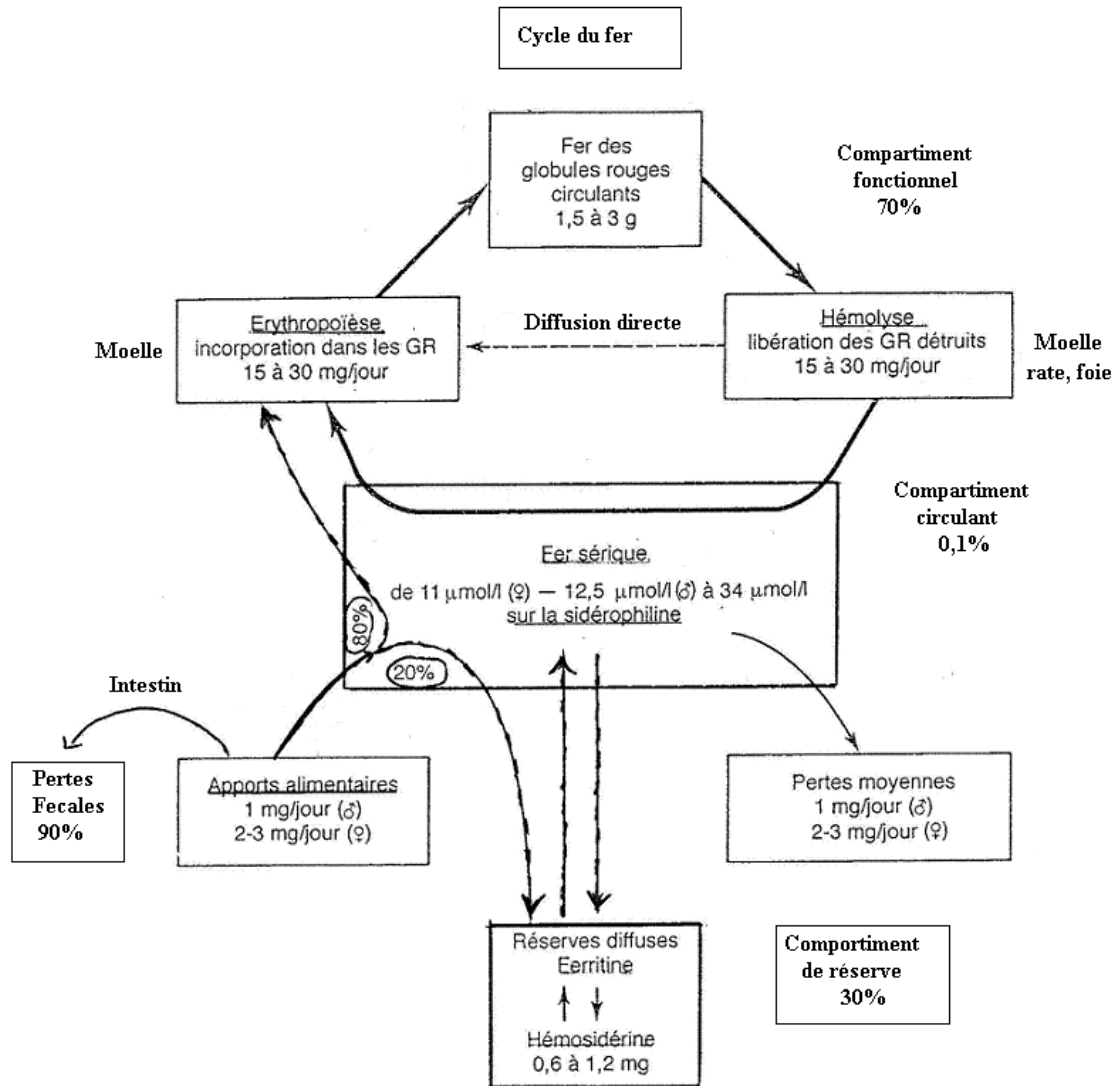 Cycle du fer
Fer des
globules rouges
circulants
1,5 à 3 g
Compartiment
fonctionnel
70%
Moelle
Erythropoïèse
incorporation dans les GR
15 à 30 mg/jour
Diffusion directe
Hémolyse
libération des GR détruits
15 à 30 mg/jour
Moelle
rate, foie
Compartiment
circulant
0,1%
Fer sérique
de 11 µmol/l (♀) — 12,5 µmol/l (♂) à 34 µmol/l
sur la sidérophiline
80%
20%
Intestin
Pertes
Fecales
90%
Apports alimentaires
1 mg/jour (♂)
2-3 mg/jour (♀)
Pertes moyennes
1 mg/jour (♂)
2-3 mg/jour (♀)
Réserves diffuses
Ferritine
Hémosidérine
0,6 à 1,2 mg
Comportiment
de réserve
30%